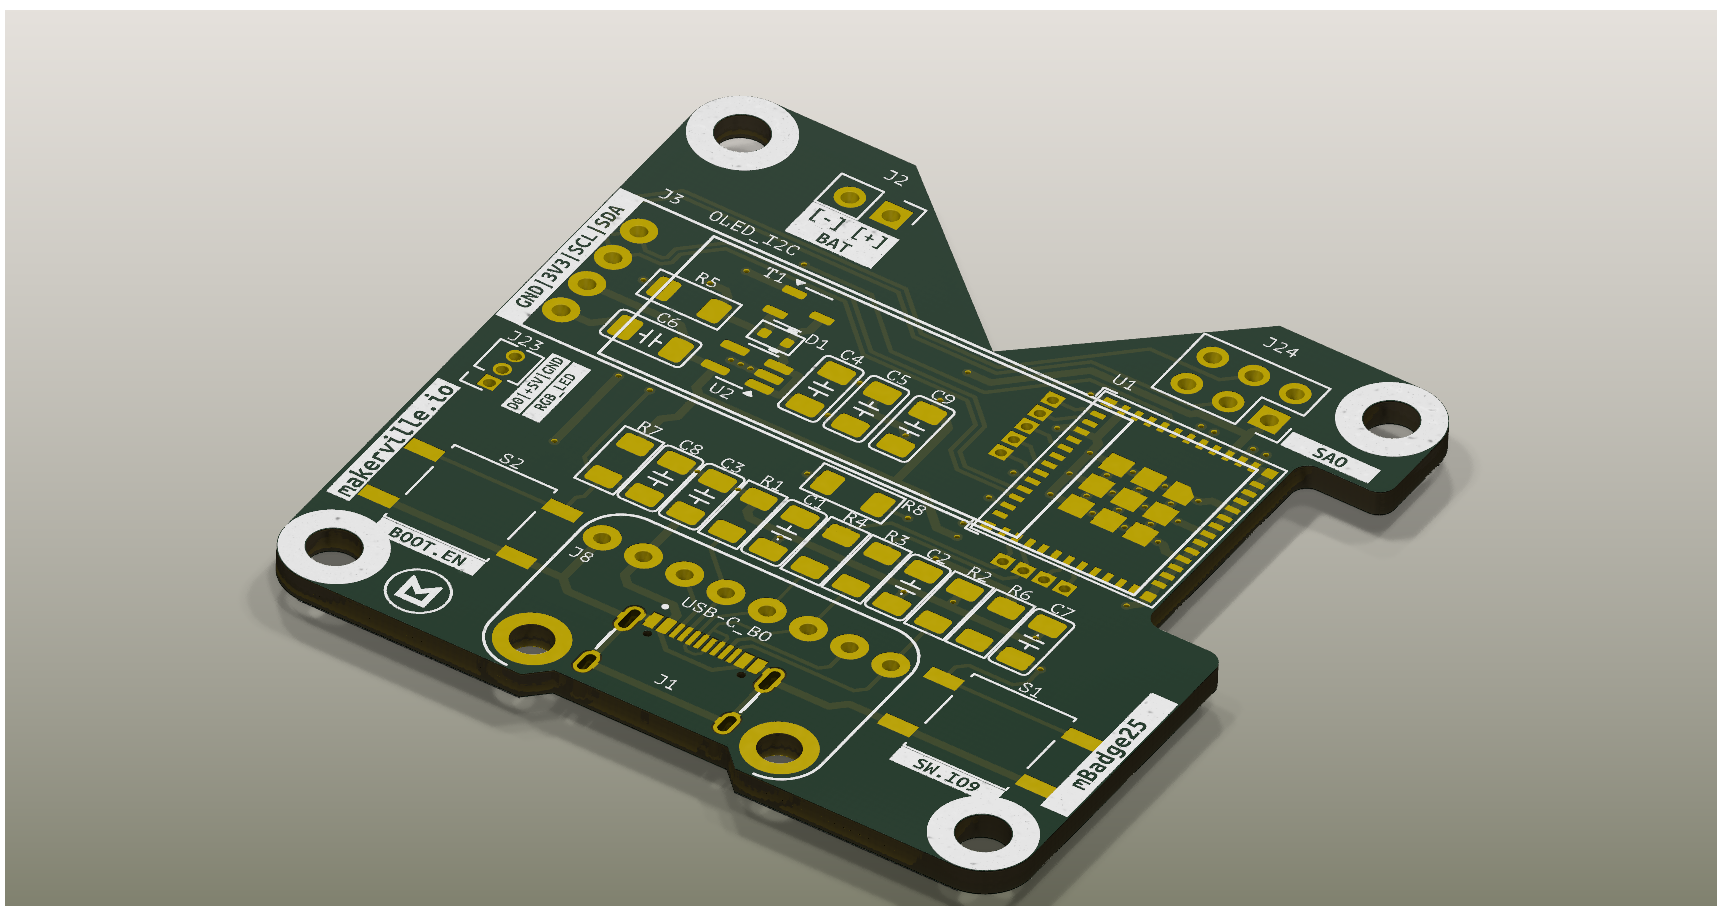 J2
[-] [+]
BAT
J3
OLED_I2C
GND|3V3|SCL|SDA
T1
R5
C6
D1
U2
C4
C5
C9
J23
D0|+5V|GND
RGB_LED
J24
U1
SAO
makerville.io
S2
BOOT.EN
R7
C8
C3
R1
C1
R4
R3
C2
R2
R6
C7
R8
J8
USB-C_BO
J1
S1
SW.IO9
mBadge25